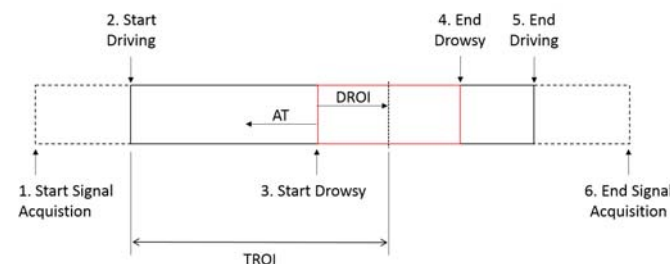 2. Start
Driving
4. End
Drowsy
5. End
Driving
DROI
AT
1. Start Signal
Acquistion
3. Start Drowsy
6. End Signal
Acquisition
TROI